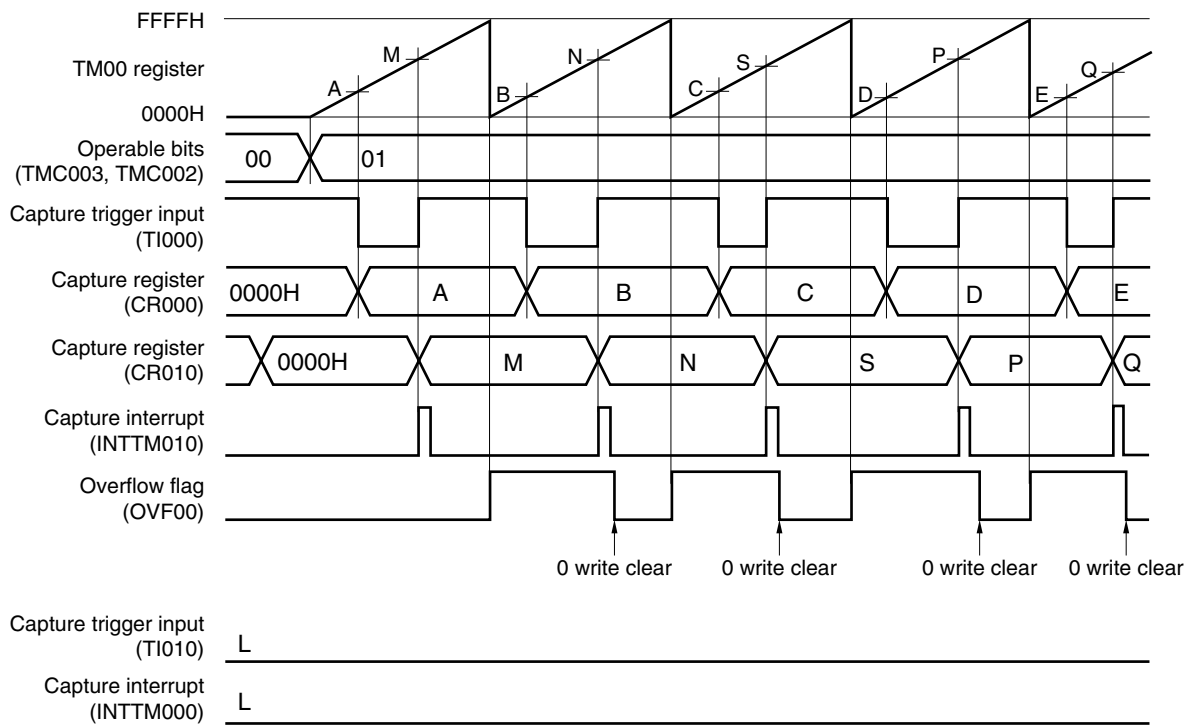 FFFFH
TM00 register
0000H
A M B N C S D P E Q
Operable bits
(TMC003, TMC002)
00 01
Capture trigger input
(TI000)
Capture register
(CR000)
0000H A B C D E
Capture register
(CR010)
0000H M N S P Q
Capture interrupt
(INTTM010)
Overflow flag
(OVF00)
0 write clear 0 write clear 0 write clear 0 write clear
Capture trigger input
(TI010)
L
Capture interrupt
(INTTM000)
L